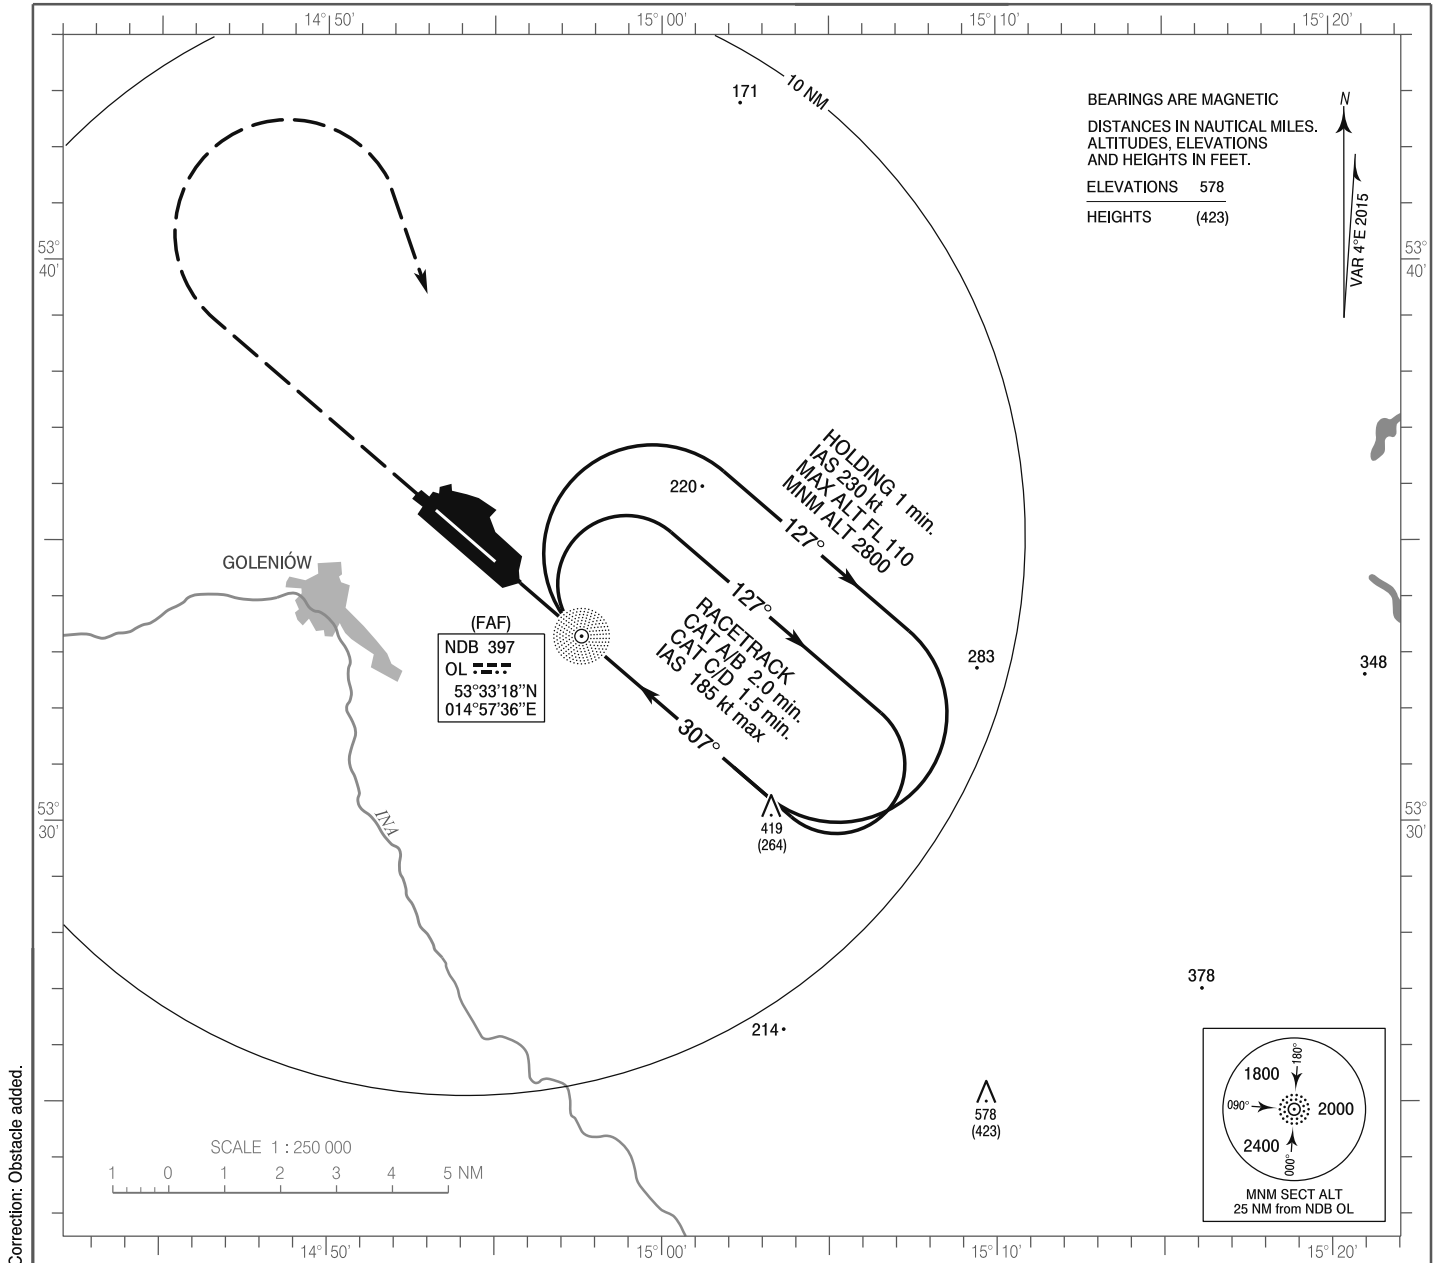 14°50'
15°00'
15°10'
15°20'
10 NM
171
BEARINGS ARE MAGNETIC
DISTANCES IN NAUTICAL MILES.
ALTITUDES, ELEVATIONS
AND HEIGHTS IN FEET.
ELEVATIONS 578
HEIGHTS (423)
N
VAR 4°E 2015
53°
40'
53°
40'
HOLDING 1 min.
IAS 230 kt
MAX ALT FL 110
MNM ALT 2800
127°
220
GOLENIÓW
127°
RACETRACK
CAT A/B 2.0 min.
CAT C/D 1.5 min.
IAS 185 kt max
307°
(FAF)
NDB 397
OL
53°33'18"N
014°57'36"E
283
348
53°
30'
53°
30'
INA
419
(264)
378
214
578
(423)
180°
1800
090°
2000
2400
000°
MNM SECT ALT
25 NM from NDB OL
SCALE 1 : 250 000
1 0 1 2 3 4 5 NM
Correction: Obstacle added.
14°50'
15°00'
15°10'
15°20'